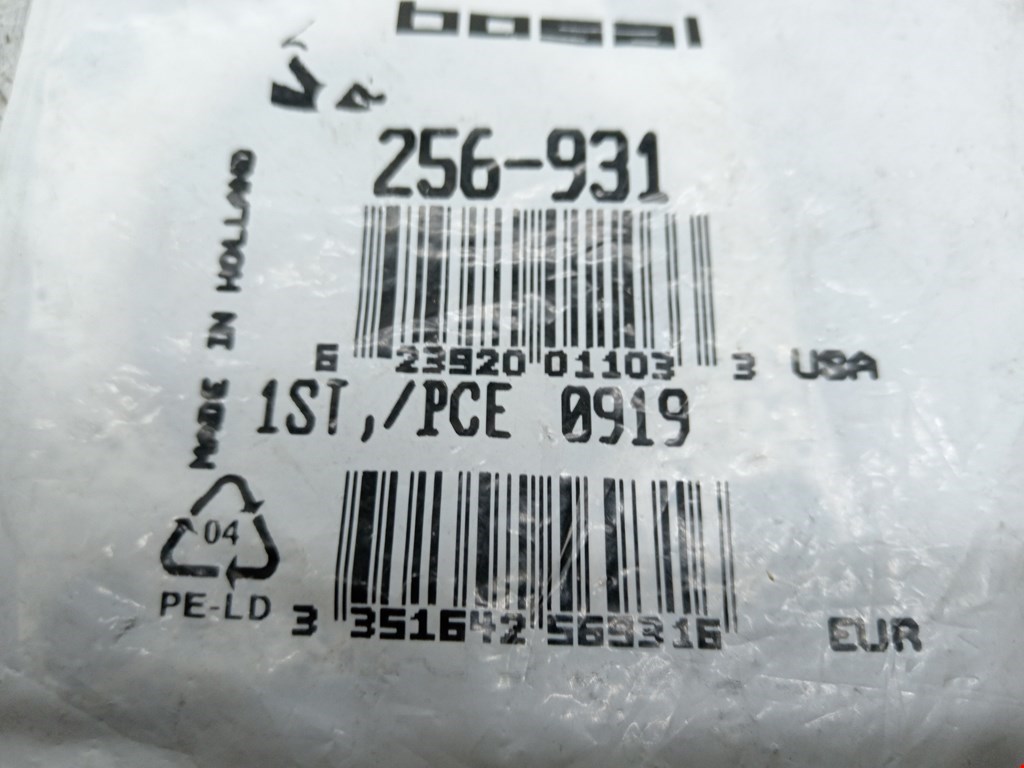 bosal
256-931
MADE IN HOLLAND
6 23920 01103 3 USA
1ST,/PCE 0919
04
PE-LD
3 351642 569316 EUR